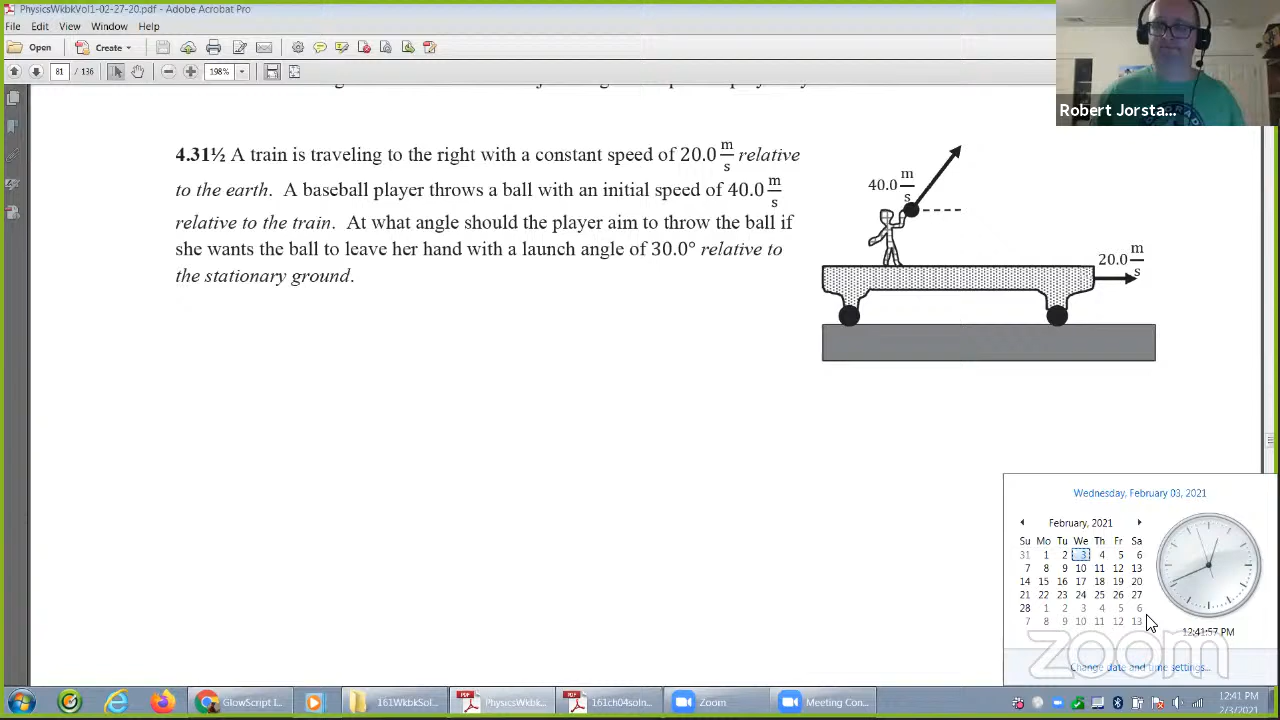 PhysicsWkbkVol1-02-27-20.pdf - Adobe Acrobat Pro
File Edit View Window Help
Open Create
81 / 136 198%
Robert Jorsta...
4.31½ A train is traveling to the right with a constant speed of 20.0 m/s relative
to the earth. A baseball player throws a ball with an initial speed of 40.0 m/s
relative to the train. At what angle should the player aim to throw the ball if
she wants the ball to leave her hand with a launch angle of 30.0° relative to
the stationary ground.
40.0 m/s
20.0 m/s
Wednesday, February 03, 2021
February, 2021
Su Mo Tu We Th Fr Sa
31 1 2 3 4 5 6
7 8 9 10 11 12 13
14 15 16 17 18 19 20
21 22 23 24 25 26 27
28 1 2 3 4 5 6
7 8 9 10 11 12 13
12:41:57 PM
zoom
Change date and time settings...
GlowScript I... 161WkbkSol... PhysicsWkbk... 161ch04soln... Zoom Meeting Con...
12:41 PM
2/3/2021